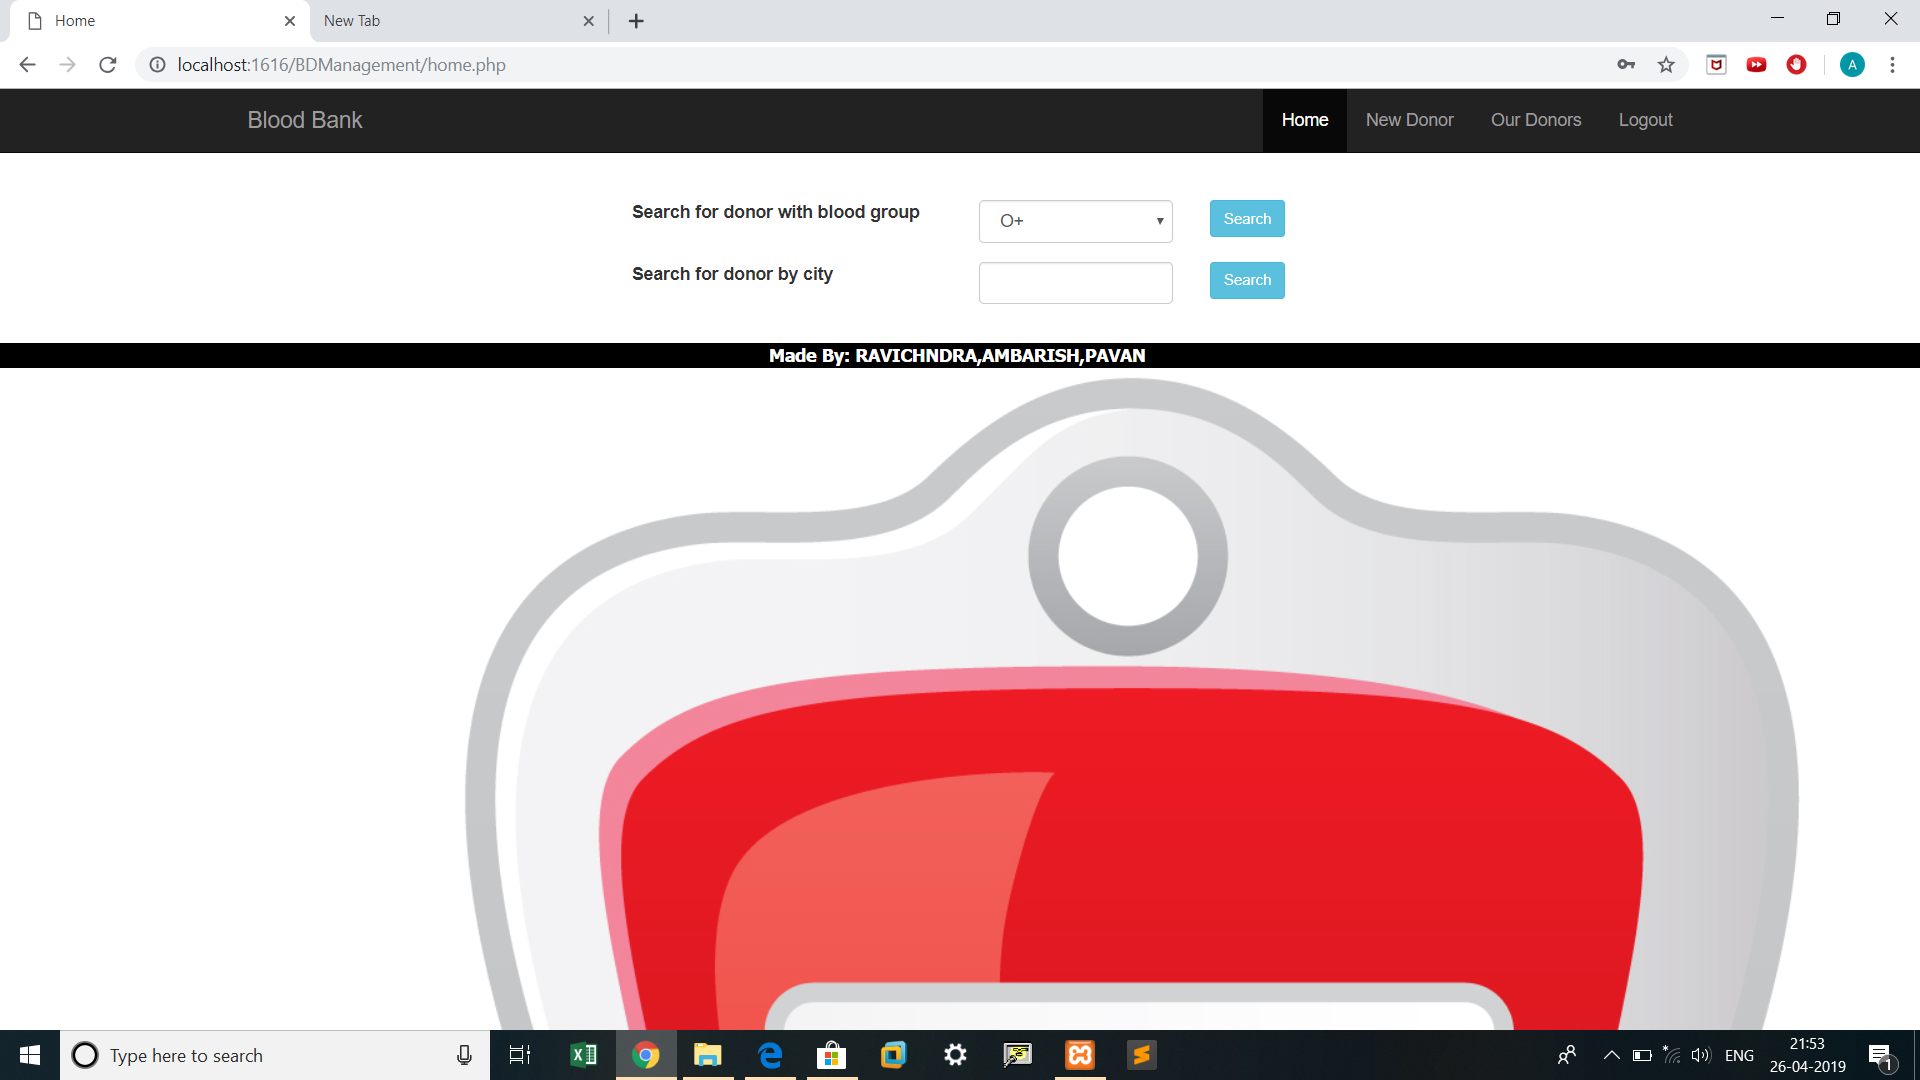 Home
New Tab
localhost:1616/BDManagement/home.php
A
Blood Bank
Home
New Donor
Our Donors
Logout
Search for donor with blood group
O+
Search
Search for donor by city
Search
Made By: RAVICHNDRA,AMBARISH,PAVAN
Type here to search
ENG
21:53
26-04-2019
1